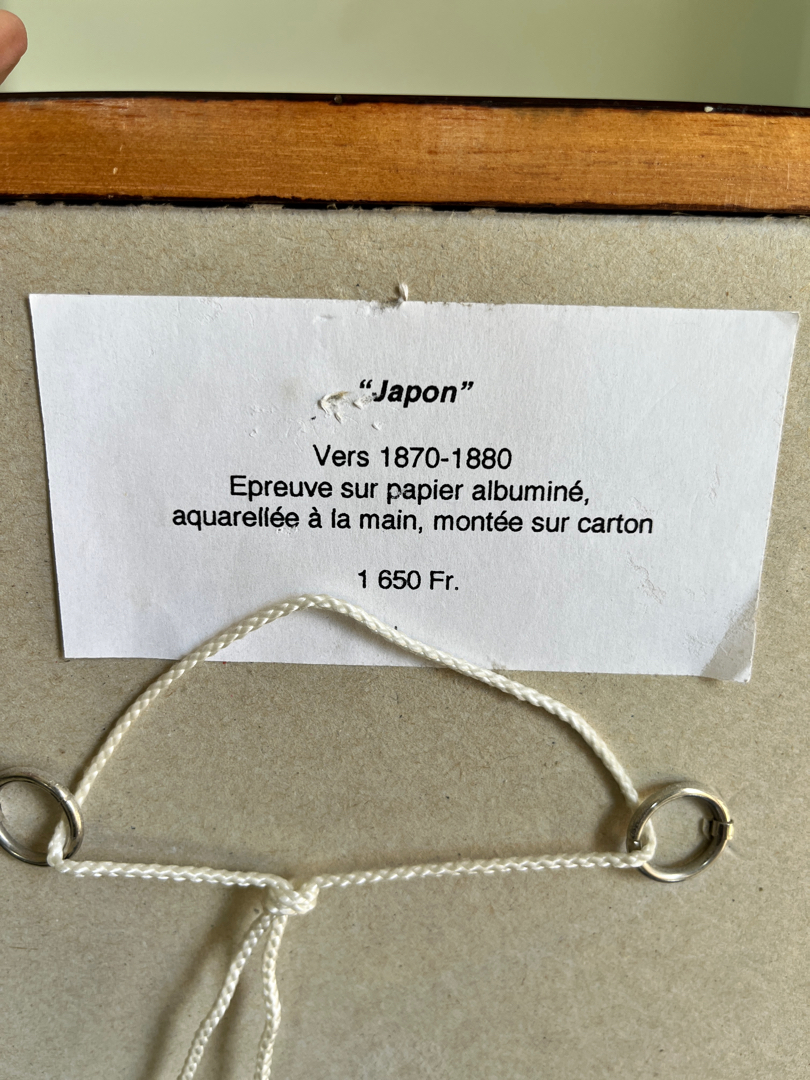 “Japon”
Vers 1870-1880
Epreuve sur papier albuminé,
aquarellée à la main, montée sur carton
1 650 Fr.